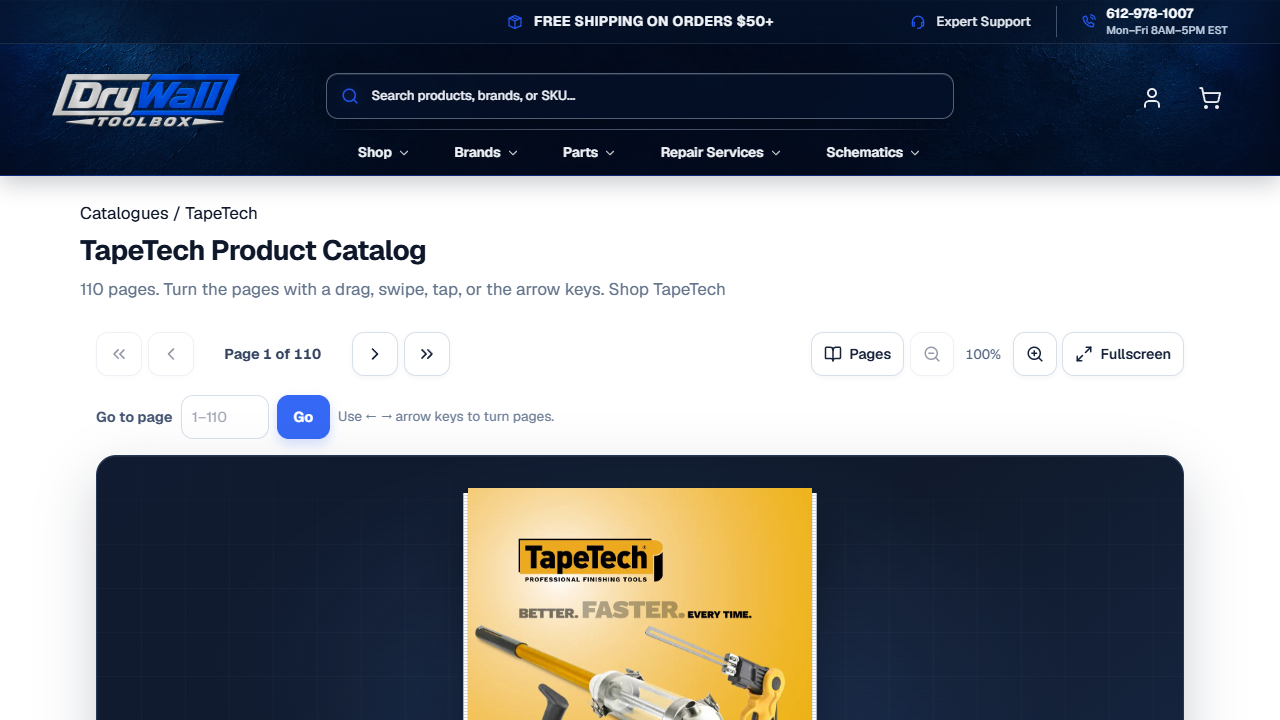 FREE SHIPPING ON ORDERS $50+
Expert Support
612-978-1007
Mon–Fri 8AM–5PM EST
DryWall
TOOLBOX
Search products, brands, or SKU...
Shop
Brands
Parts
Repair Services
Schematics
Catalogues / TapeTech
TapeTech Product Catalog
110 pages. Turn the pages with a drag, swipe, tap, or the arrow keys. Shop TapeTech
Page 1 of 110
Pages
100%
Fullscreen
Go to page
1–110
Go
Use ← → arrow keys to turn pages.
TapeTech
PROFESSIONAL FINISHING TOOLS
BETTER. FASTER. EVERY TIME.